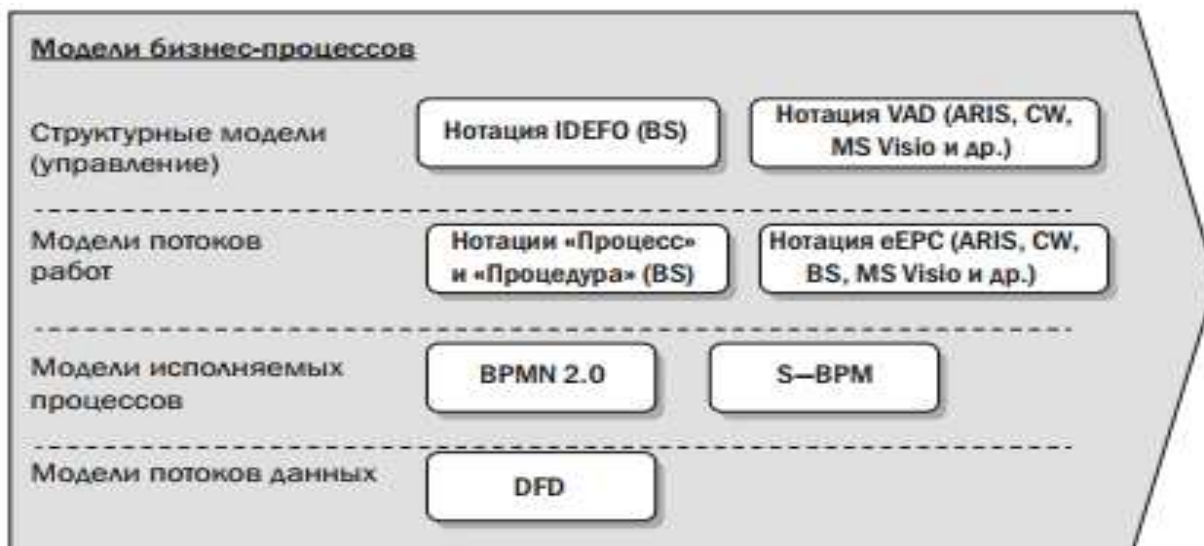 Модели бизнес-процессов
Структурные модели
(управление)
Нотация IDEFO (BS)
Нотация VAD (ARIS, CW,
MS Visio и др.)
Модели потоков
работ
Нотации «Процесс»
и «Процедура» (BS)
Нотация eEPC (ARIS, CW,
BS, MS Visio и др.)
Модели исполняемых
процессов
BPMN 2.0
S—BPM
Модели потоков данных
DFD